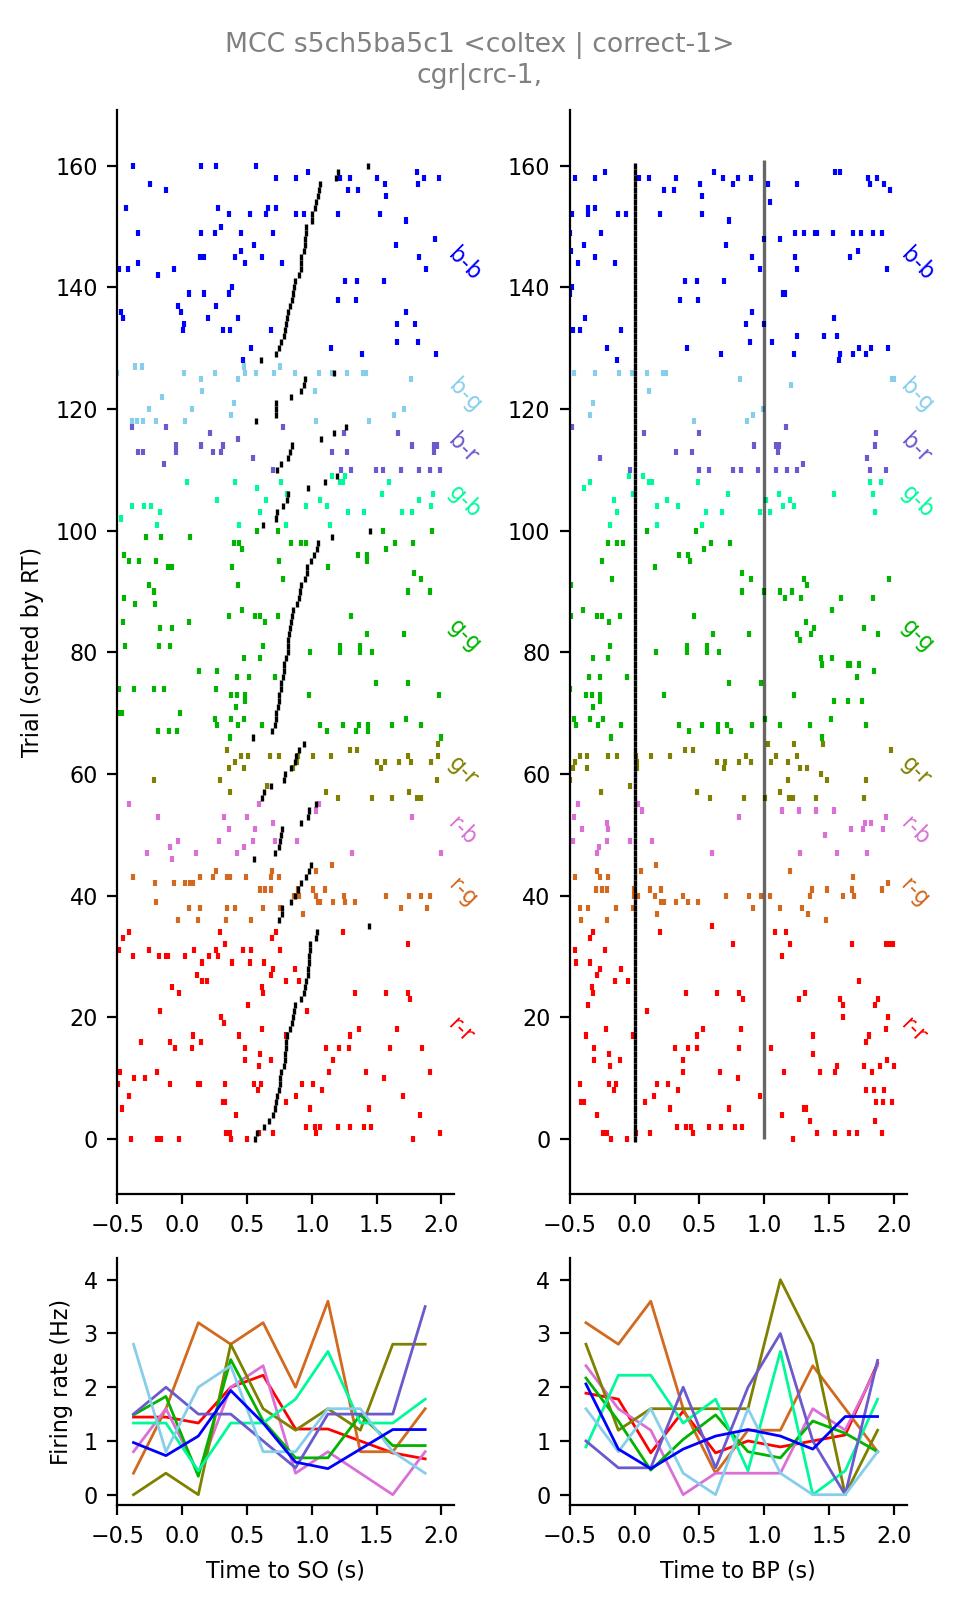 MCC s5ch5ba5c1 <coltex | correct-1>
cgr|crc-1,
Trial (sorted by RT)
160
140
120
100
80
60
40
20
0
b-b
b-g
b-r
g-b
g-g
g-r
r-b
r-g
r-r
−0.5 0.0 0.5 1.0 1.5 2.0
160
140
120
100
80
60
40
20
0
b-b
b-g
b-r
g-b
g-g
g-r
r-b
r-g
r-r
−0.5 0.0 0.5 1.0 1.5 2.0
Firing rate (Hz)
4
3
2
1
0
−0.5 0.0 0.5 1.0 1.5 2.0
Time to SO (s)
4
3
2
1
0
−0.5 0.0 0.5 1.0 1.5 2.0
Time to BP (s)